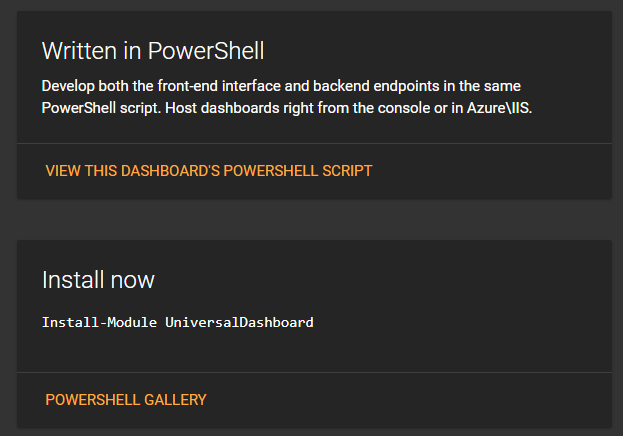 Written in PowerShell
Develop both the front-end interface and backend endpoints in the same
PowerShell script. Host dashboards right from the console or in Azure\IIS.
VIEW THIS DASHBOARD'S POWERSHELL SCRIPT
Install now
Install-Module UniversalDashboard
POWERSHELL GALLERY